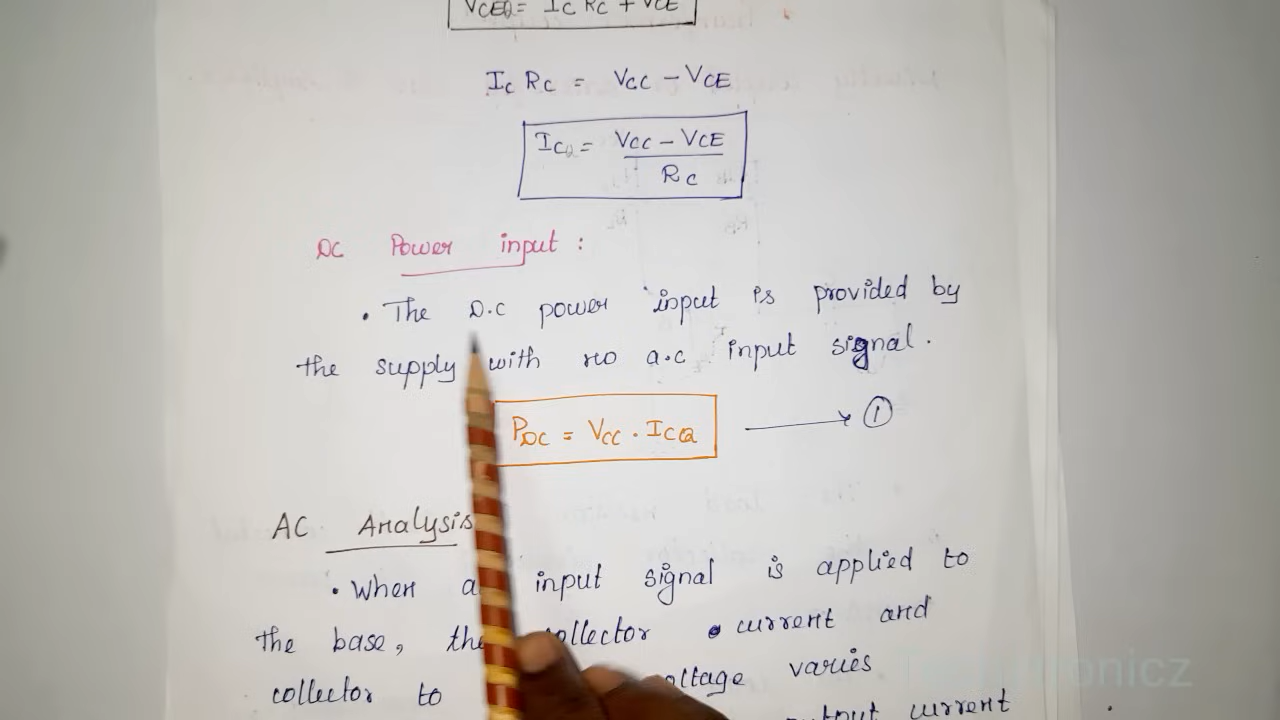 VCEQ = IC RC + VCE
IC RC = VCC - VCE
ICQ = VCC - VCE
RC
DC Power input :
• The D.C power input is provided by
the supply with no a.c input signal.
PDC = VCC . ICQ → 1
AC Analysis
• When a input signal is applied to
the base, the collector current and
collector to voltage varies
output current